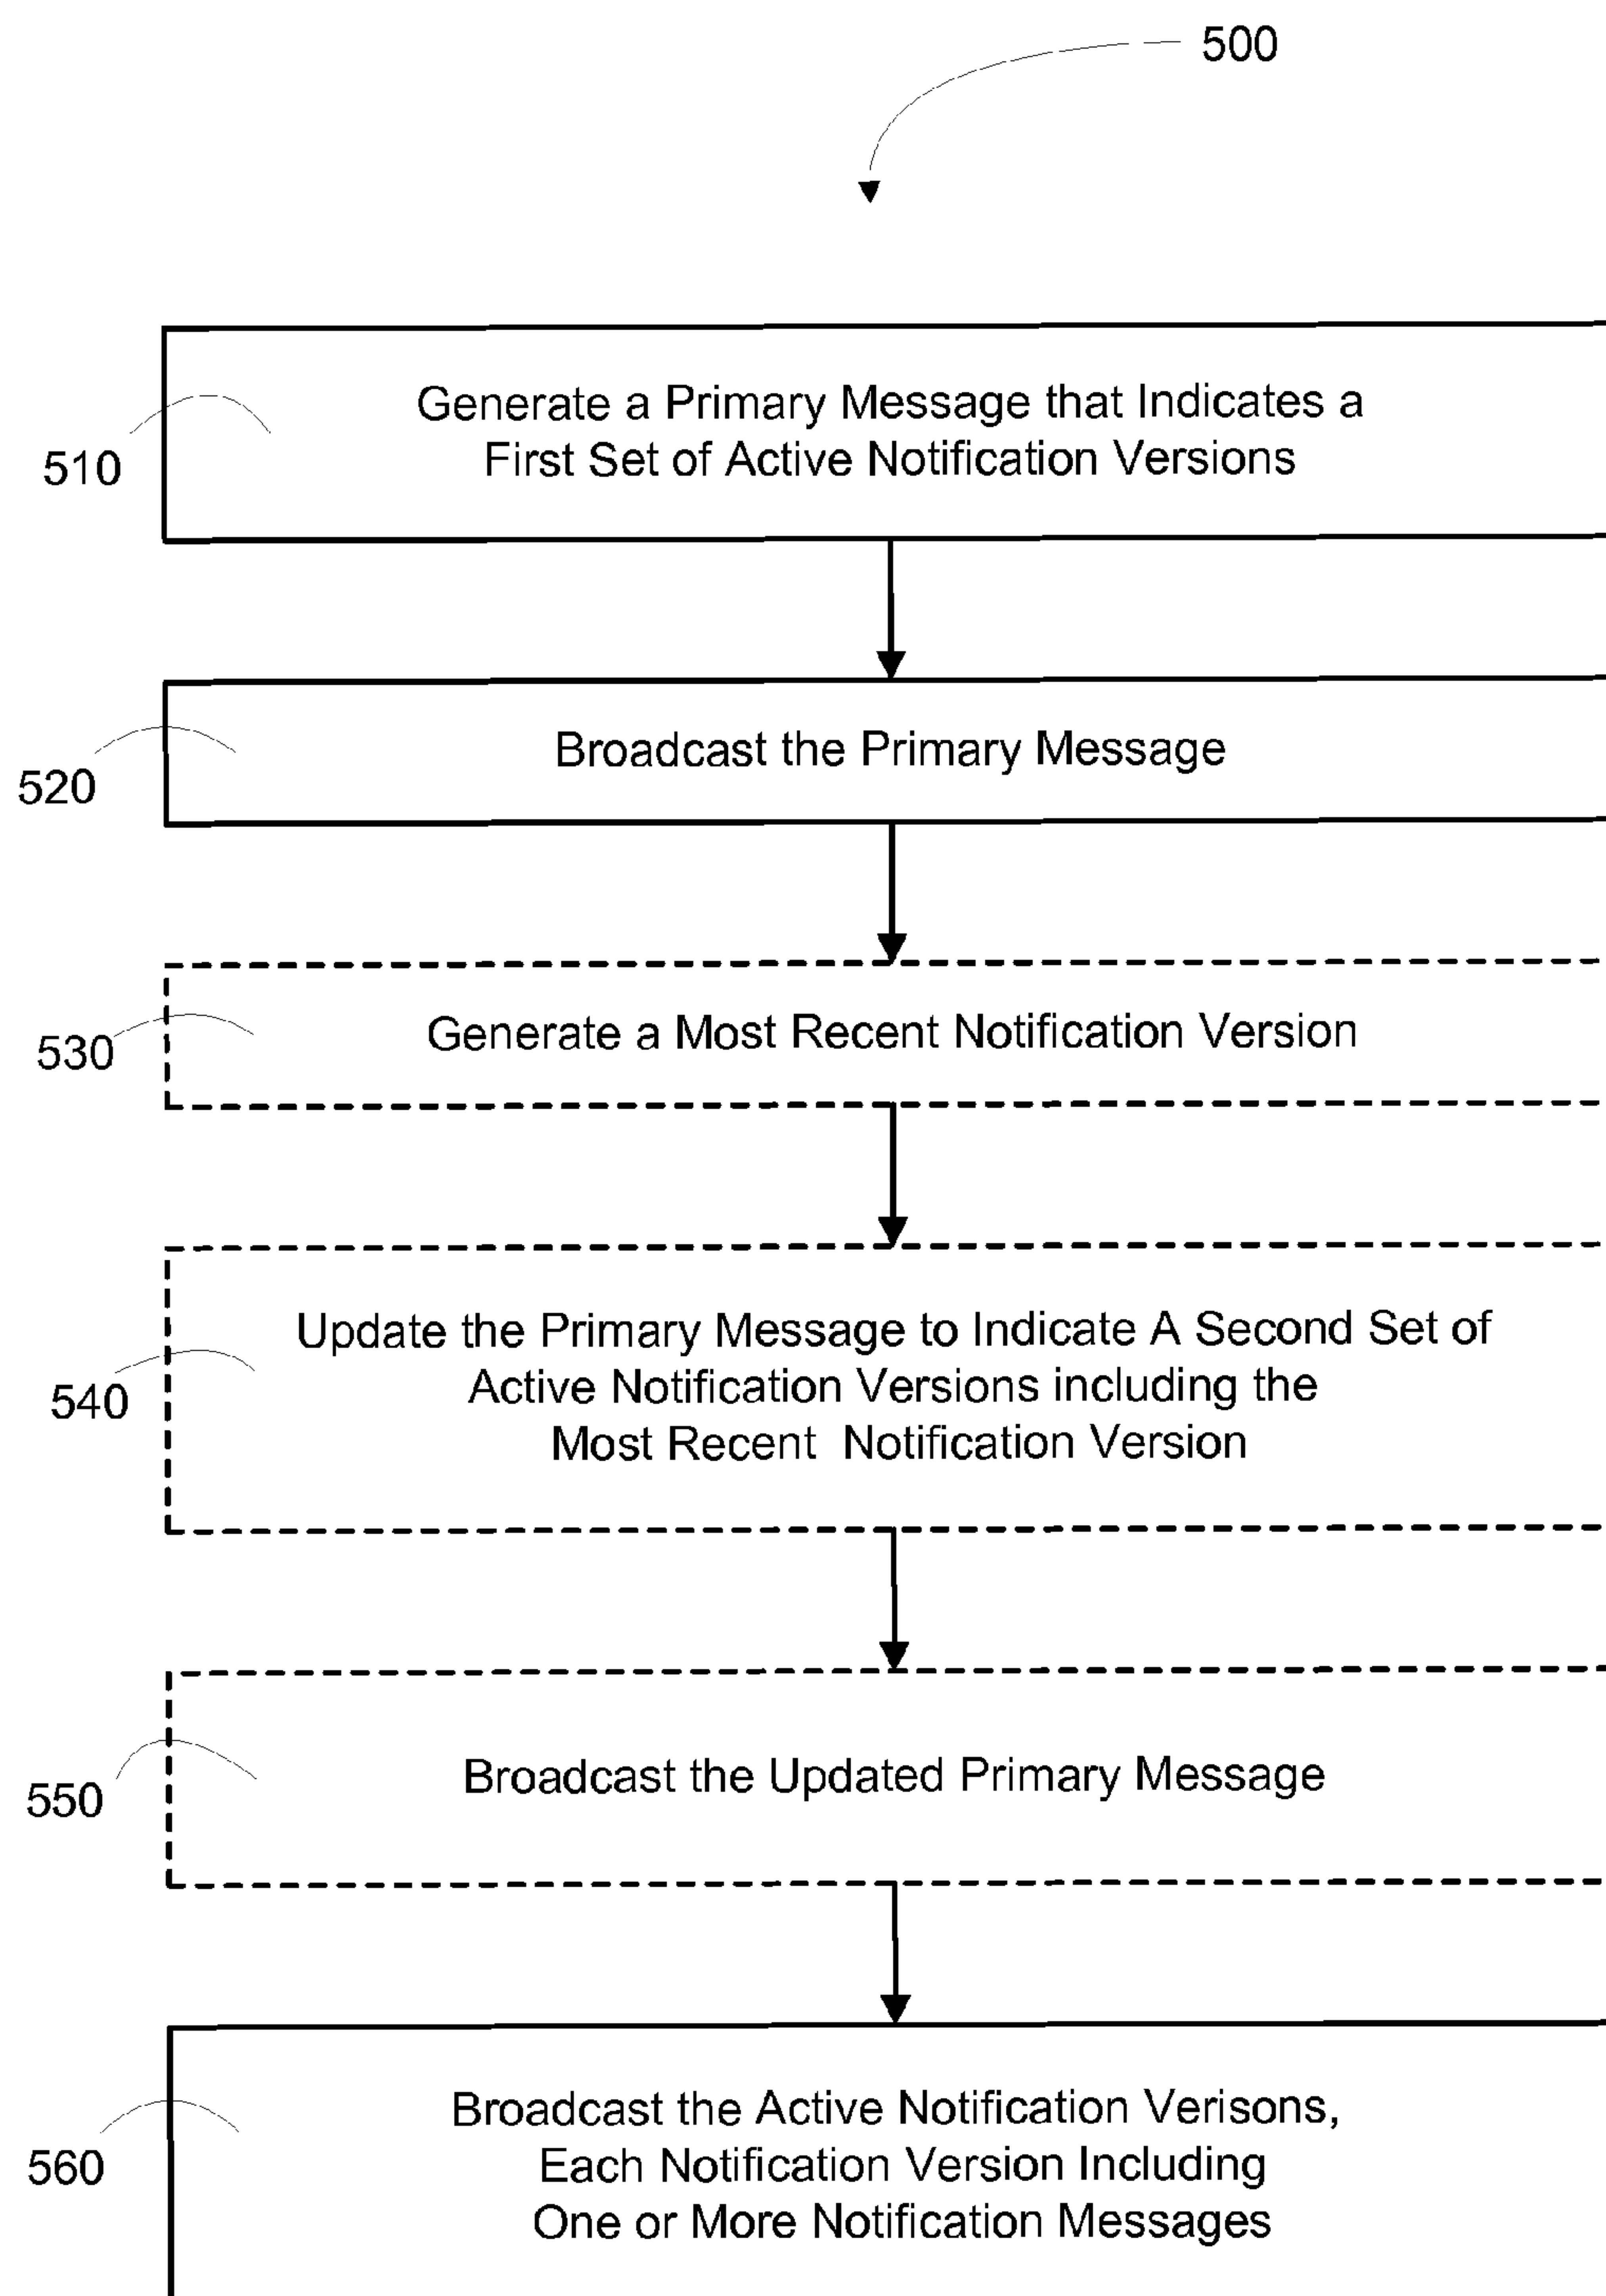 500
510
Generate a Primary Message that Indicates a
First Set of Active Notification Versions
520
Broadcast the Primary Message
530
Generate a Most Recent Notification Version
540
Update the Primary Message to Indicate A Second Set of
Active Notification Versions including the
Most Recent Notification Version
550
Broadcast the Updated Primary Message
560
Broadcast the Active Notification Verisons,
Each Notification Version Including
One or More Notification Messages